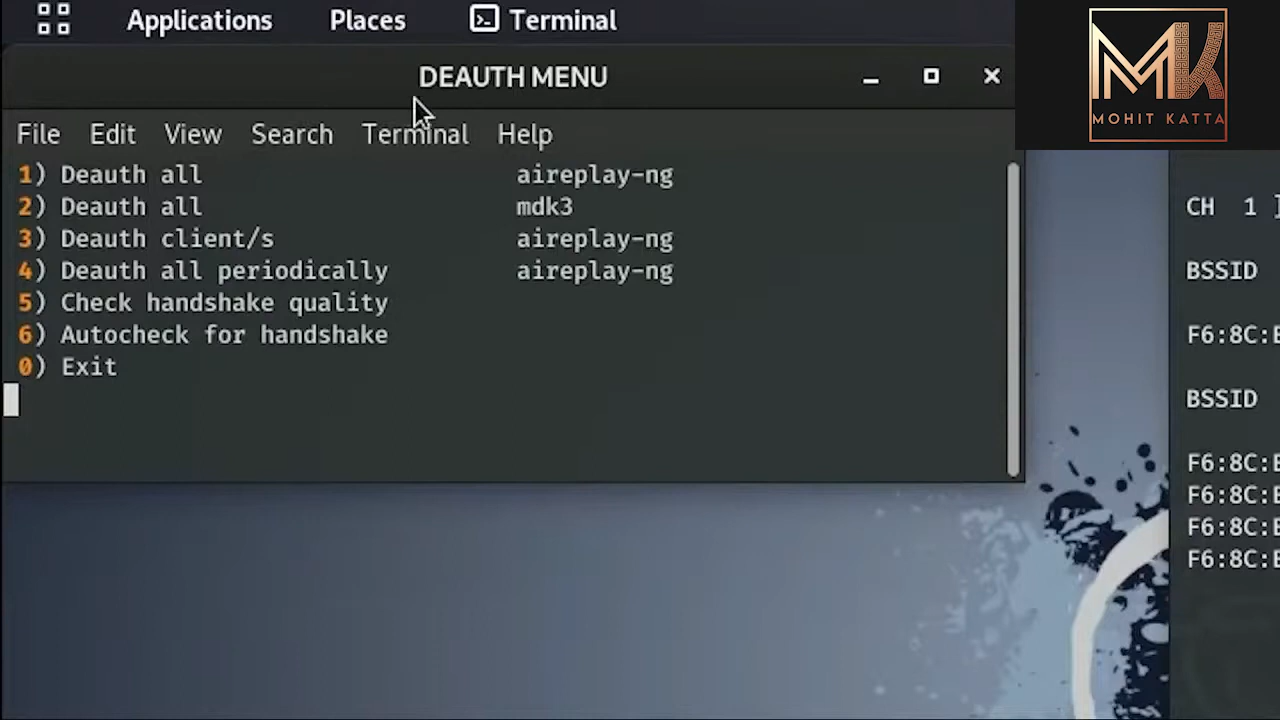 Applications Places Terminal
DEAUTH MENU
MOHIT KATTA
File Edit View Search Terminal Help
1) Deauth all aireplay-ng
2) Deauth all mdk3
3) Deauth client/s aireplay-ng
4) Deauth all periodically aireplay-ng
5) Check handshake quality
6) Autocheck for handshake
0) Exit
CH 1
BSSID
F6:8C:
BSSID
F6:8C:
F6:8C:
F6:8C:
F6:8C: